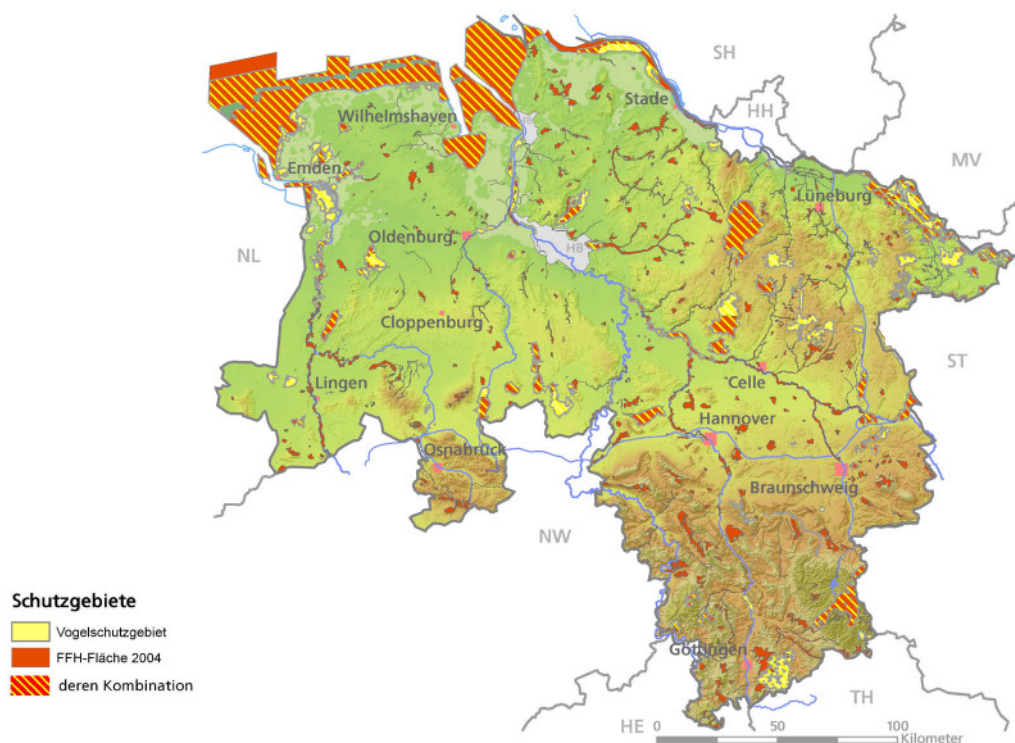 SH
Stade
HH
HB
Wilhelmshaven
MV
Emden
Lüneburg
Oldenburg
HB
NL
Cloppenburg
ST
Lingen
Celle
Hannover
Osnabrück
Braunschweig
NW
Schutzgebiete
Vogelschutzgebiet
FFH-Fläche 2004
deren Kombination
Göttingen
TH
HE
0 50 100
Kilometer